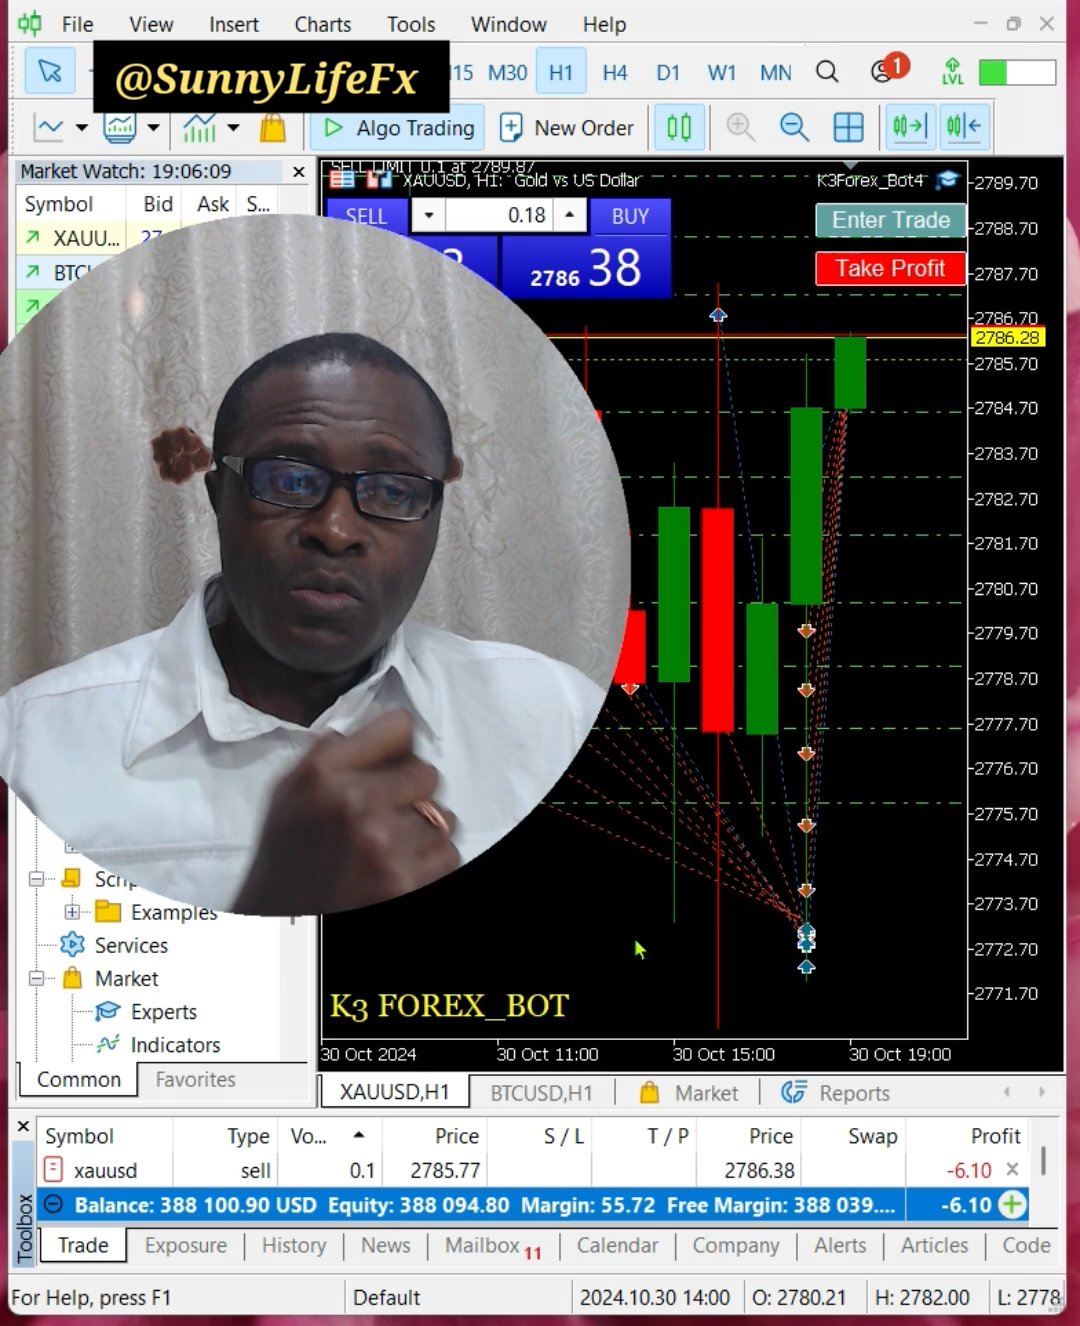 File View Insert Charts Tools Window Help
@SunnyLifeFx
M30 H1 H4 D1 W1 MN 1 LVL
Algo Trading New Order
Market Watch: 19:06:09
Symbol Bid Ask S...
XAUU... 27
SELL LIMIT 0.1 at 2789.87
XAUUSD, H1: Gold vs US Dollar K3Forex_Bot4
SELL 0.18 BUY
2786 38
Enter Trade
Take Profit
2789.70
2788.70
2787.70
2786.70
2786.28
2785.70
2784.70
2783.70
2782.70
2781.70
2780.70
2779.70
2778.70
2777.70
2776.70
2775.70
2774.70
2773.70
2772.70
2771.70
Examples
Services
Market
Experts
Indicators
Common Favorites
K3 FOREX_BOT
30 Oct 2024 30 Oct 11:00 30 Oct 15:00 30 Oct 19:00
XAUUSD,H1 BTCUSD,H1 Market Reports
Symbol Type Vo... Price S / L T / P Price Swap Profit
xauusd sell 0.1 2785.77 2786.38 -6.10
Balance: 388 100.90 USD Equity: 388 094.80 Margin: 55.72 Free Margin: 388 039.... -6.10
Toolbox
Trade Exposure History News Mailbox 11 Calendar Company Alerts Articles Code
For Help, press F1 Default 2024.10.30 14:00 O: 2780.21 H: 2782.00 L: 2778